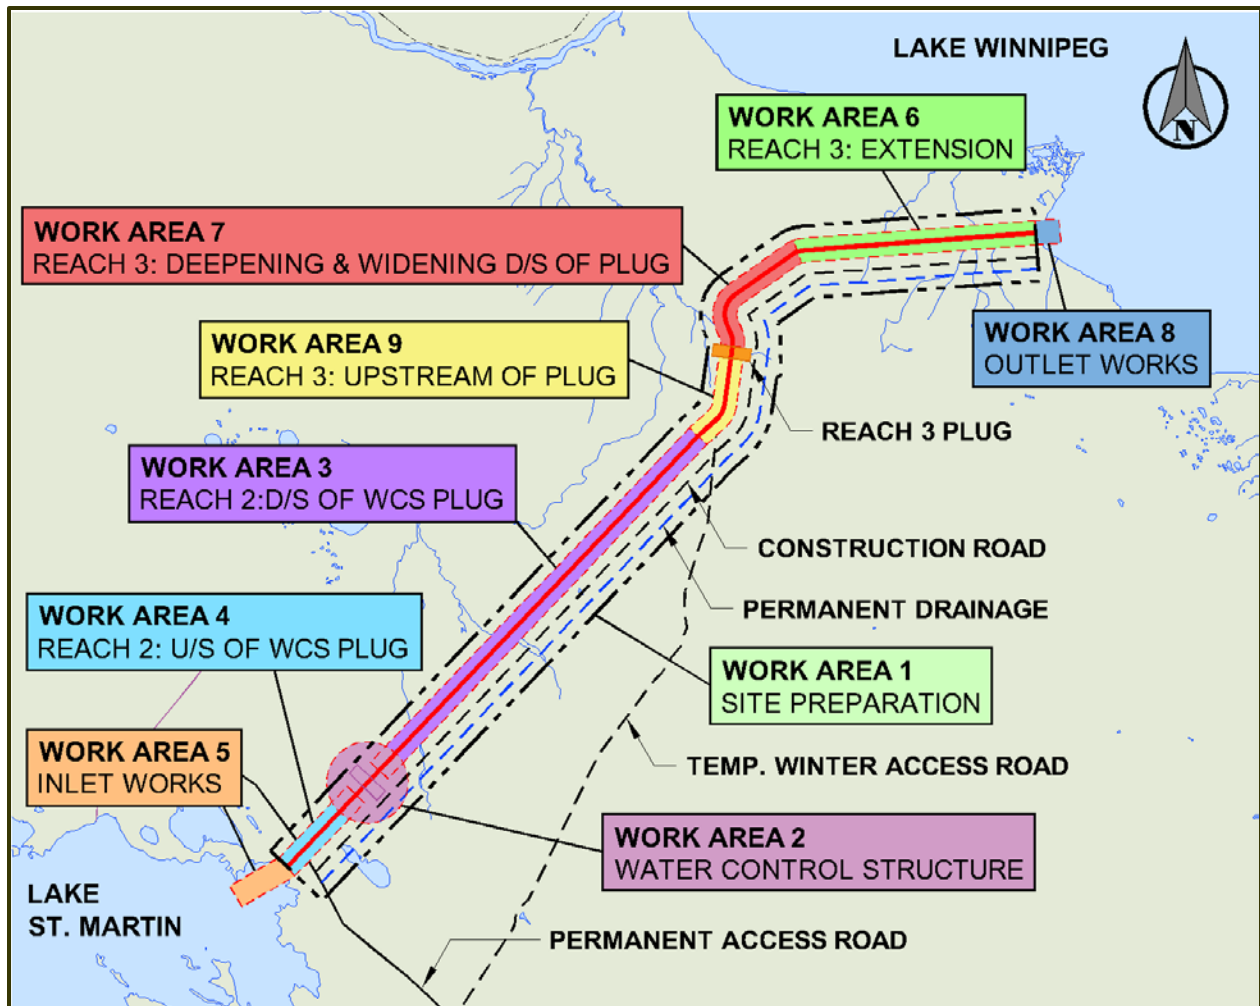 LAKE WINNIPEG
N
WORK AREA 6
REACH 3: EXTENSION
WORK AREA 7
REACH 3: DEEPENING & WIDENING D/S OF PLUG
WORK AREA 8
OUTLET WORKS
WORK AREA 9
REACH 3: UPSTREAM OF PLUG
REACH 3 PLUG
WORK AREA 3
REACH 2:D/S OF WCS PLUG
CONSTRUCTION ROAD
PERMANENT DRAINAGE
WORK AREA 4
REACH 2: U/S OF WCS PLUG
WORK AREA 1
SITE PREPARATION
WORK AREA 5
INLET WORKS
TEMP. WINTER ACCESS ROAD
WORK AREA 2
WATER CONTROL STRUCTURE
LAKE
ST. MARTIN
PERMANENT ACCESS ROAD